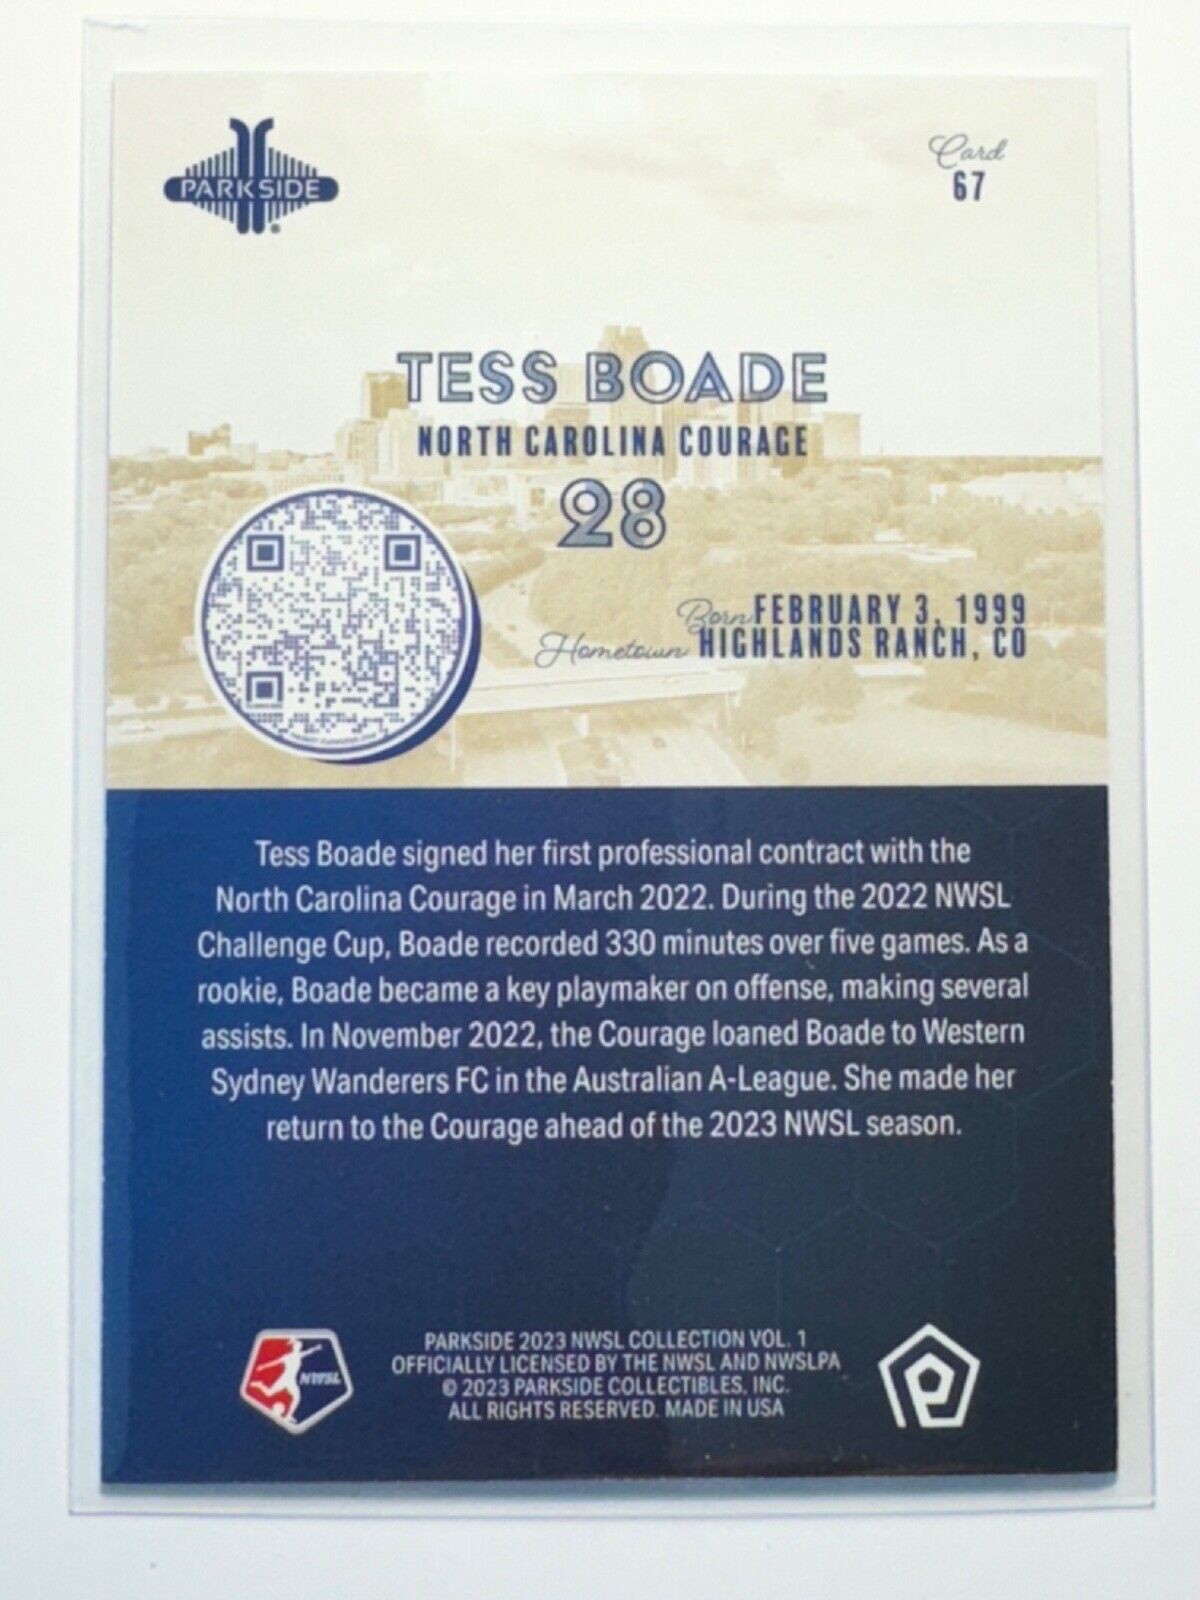 PARKSIDE
®
Card
67
TESS BOADE
NORTH CAROLINA COURAGE
28
Born FEBRUARY 3, 1999
Hometown HIGHLANDS RANCH, CO
Tess Boade signed her first professional contract with the
North Carolina Courage in March 2022. During the 2022 NWSL
Challenge Cup, Boade recorded 330 minutes over five games. As a
rookie, Boade became a key playmaker on offense, making several
assists. In November 2022, the Courage loaned Boade to Western
Sydney Wanderers FC in the Australian A-League. She made her
return to the Courage ahead of the 2023 NWSL season.
PARKSIDE 2023 NWSL COLLECTION VOL. 1
OFFICIALLY LICENSED BY THE NWSL AND NWSLPA
© 2023 PARKSIDE COLLECTIBLES, INC.
ALL RIGHTS RESERVED. MADE IN USA
NWSL